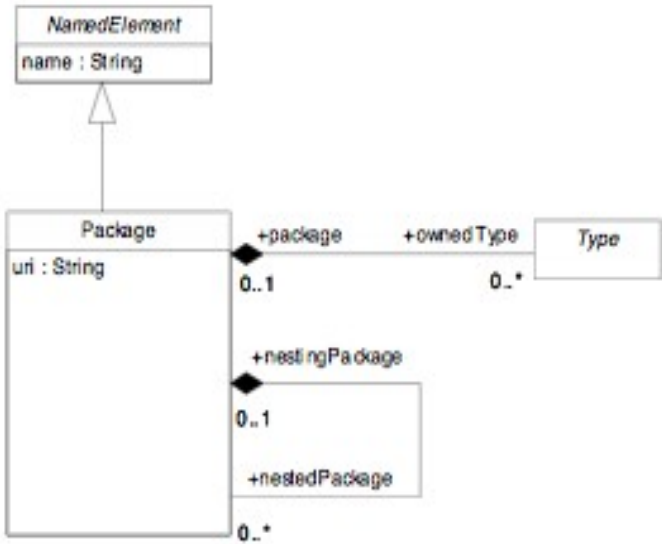 NamedElement
name : String
Package
uri : String
+package
+ownedType
Type
0..1
0..*
+nestingPackage
0..1
+nestedPackage
0..*